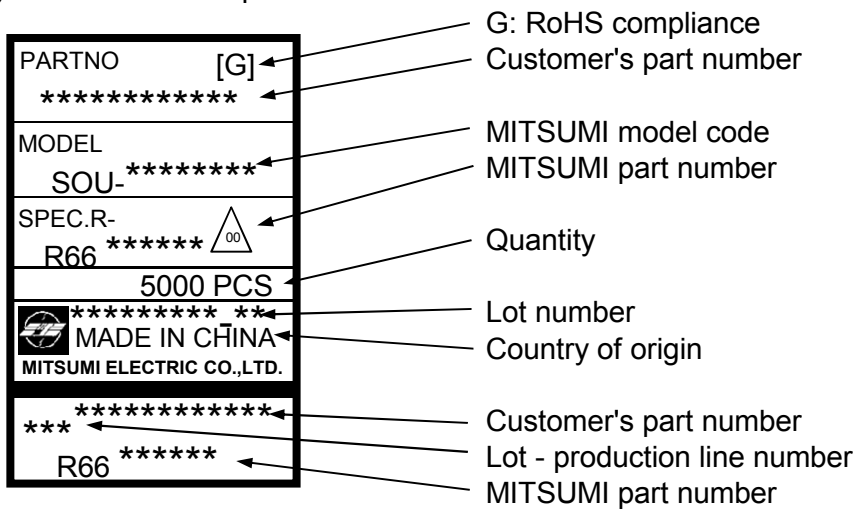 G: RoHS compliance
PARTNO [G]
Customer's part number
************
MODEL
MITSUMI model code
SOU-********
MITSUMI part number
SPEC.R-
R66 ****** 00
Quantity
5000 PCS
*********_**
Lot number
MADE IN CHINA
Country of origin
MITSUMI ELECTRIC CO.,LTD.
************
Customer's part number
***
Lot - production line number
R66 ******
MITSUMI part number